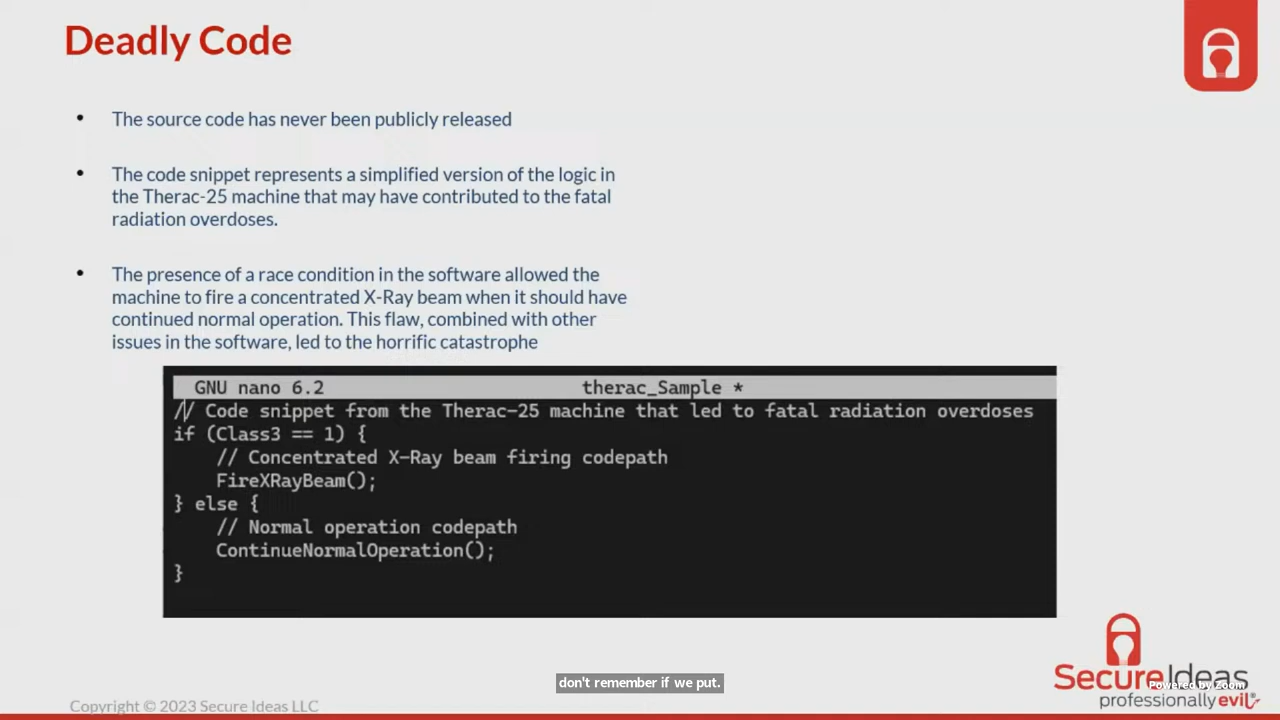 Deadly Code
• The source code has never been publicly released
• The code snippet represents a simplified version of the logic in
the Therac-25 machine that may have contributed to the fatal
radiation overdoses.
• The presence of a race condition in the software allowed the
machine to fire a concentrated X-Ray beam when it should have
continued normal operation. This flaw, combined with other
issues in the software, led to the horrific catastrophe
GNU nano 6.2 therac_Sample *
// Code snippet from the Therac-25 machine that led to fatal radiation overdoses
if (Class3 == 1) {
    // Concentrated X-Ray beam firing codepath
    FireXRayBeam();
} else {
    // Normal operation codepath
    ContinueNormalOperation();
}
don't remember if we put.
SecureIdeas
Powered by Zoom
professionallyevil
Copyright © 2023 Secure Ideas LLC